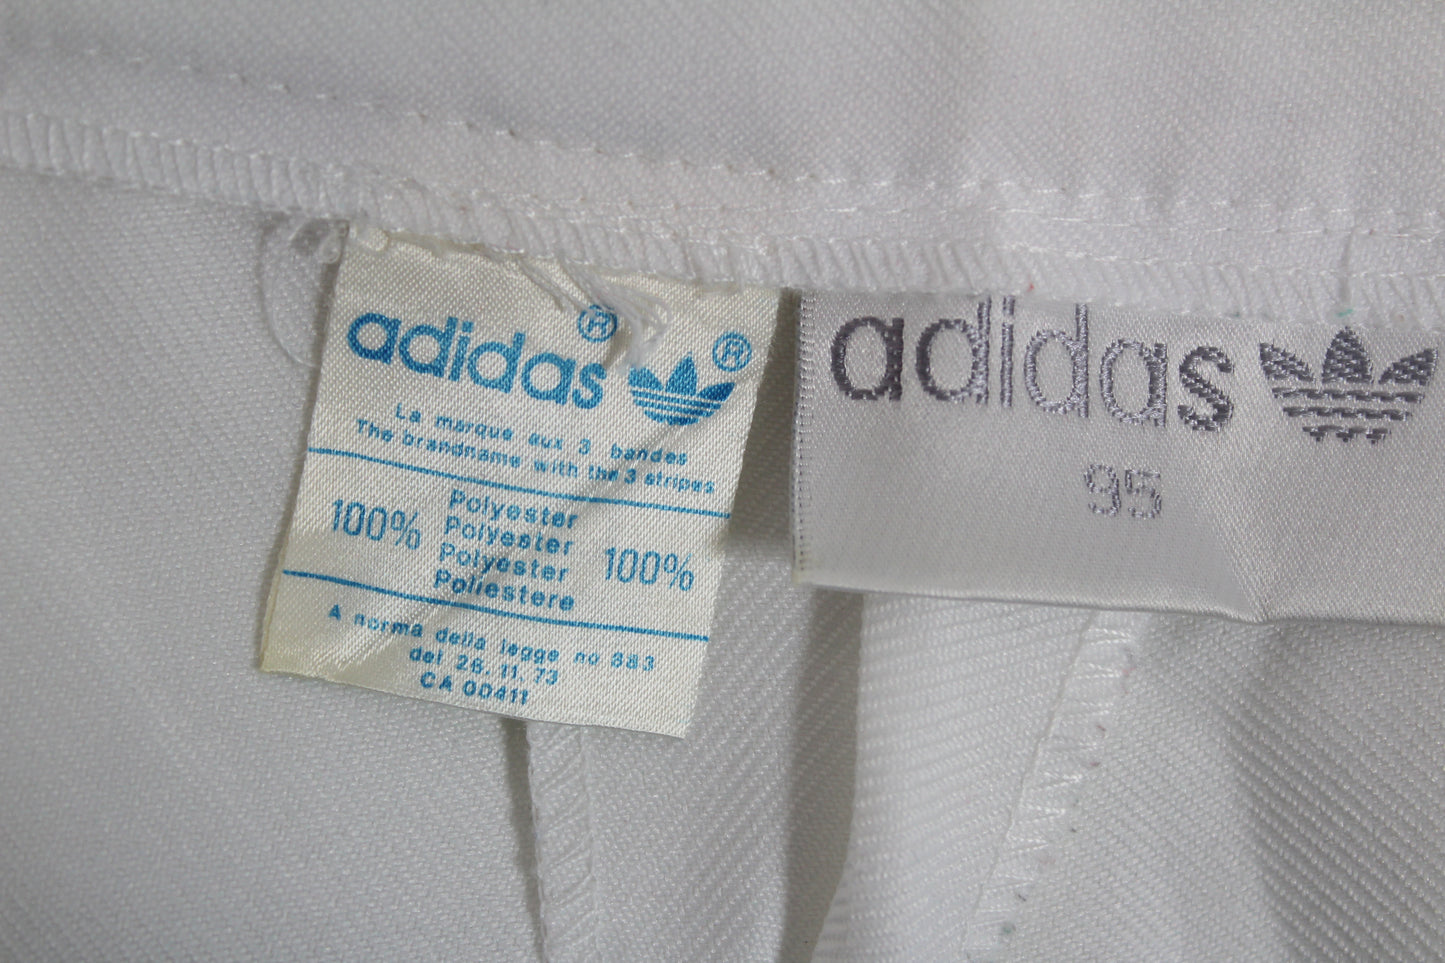 adidas ® ®
La marque aux 3 bandes
The brandname with the 3 stripes
100% Polyester 100%
Polyester
Polyester
Poliestere
A norma della legge no 383
del 26. 11. 73
CA 00411
adidas
95